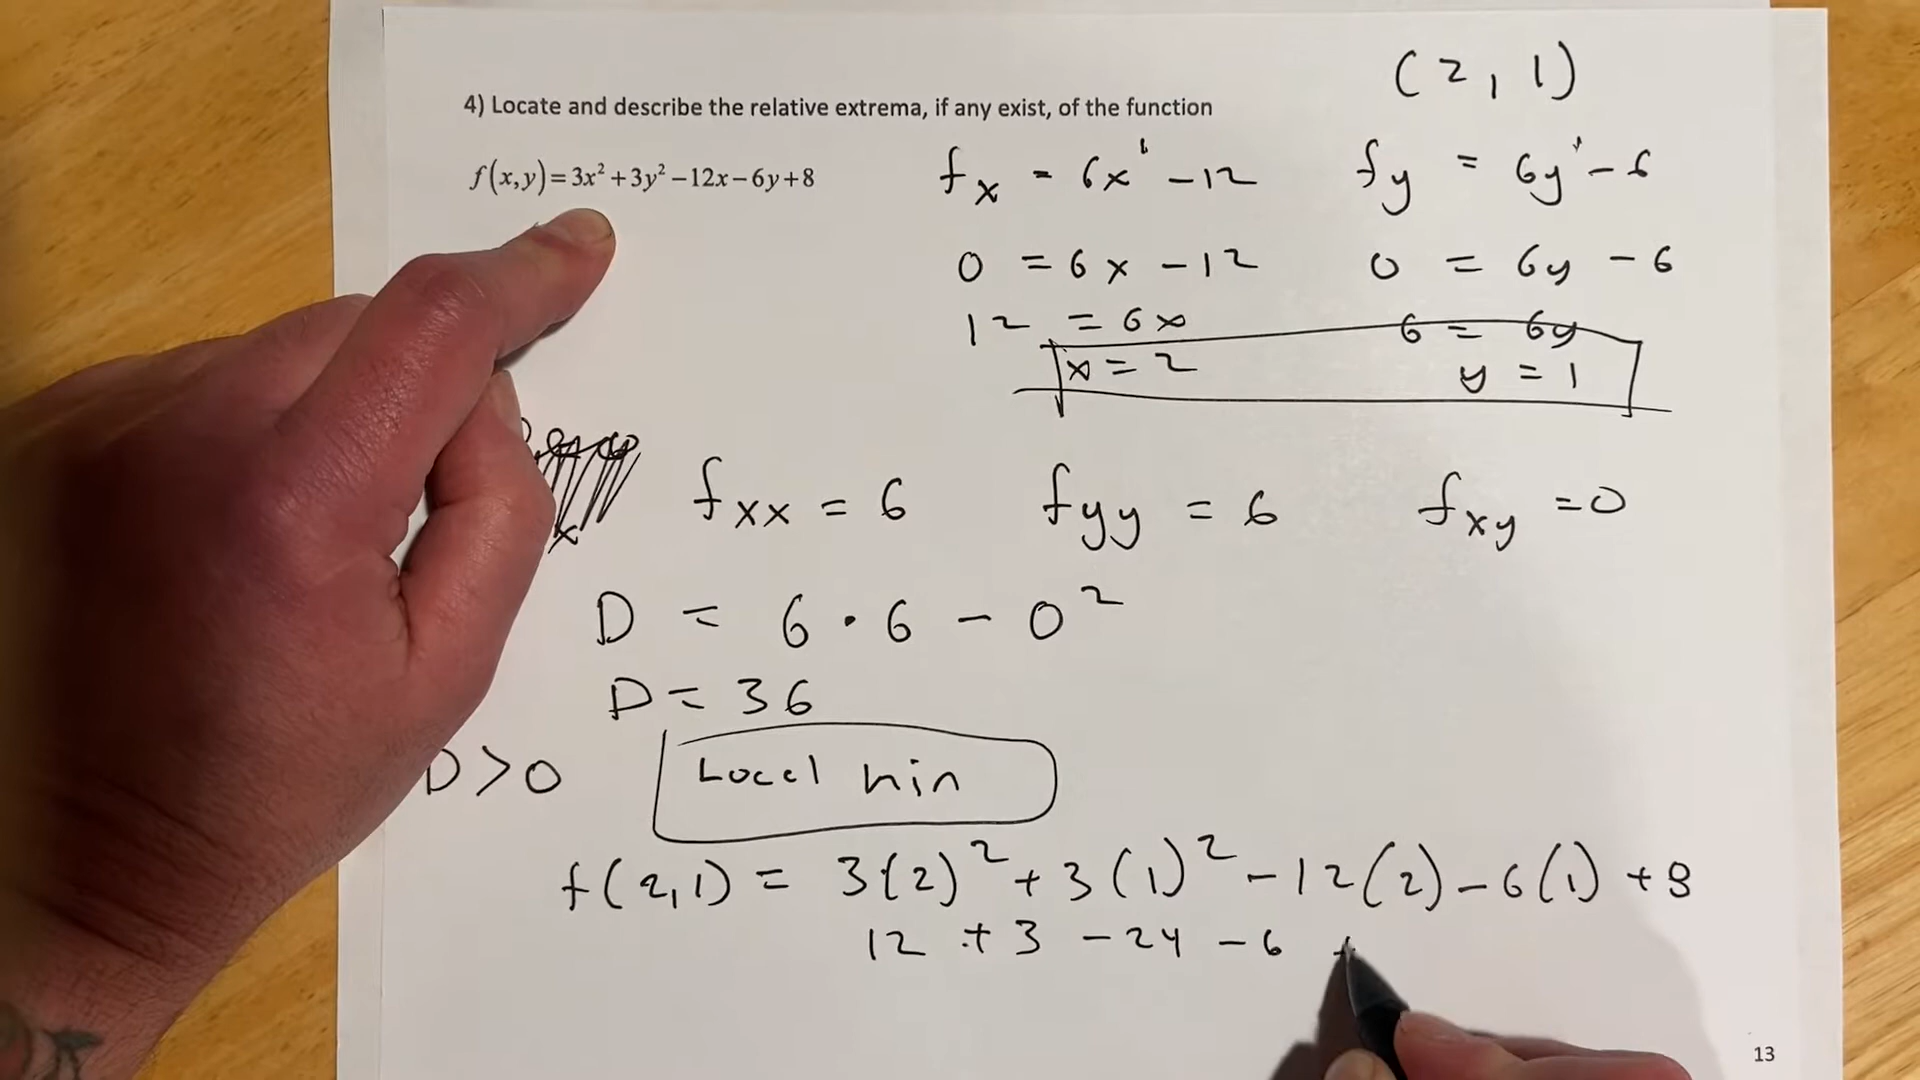 (2, 1)
4) Locate and describe the relative extrema, if any exist, of the function
f(x,y)=3x²+3y²−12x−6y+8
fx = 6x¹ −12
fy = 6y¹ − 6
0 = 6x −12
0 = 6y − 6
12 = 6x
6 = 6y
x = 2
y = 1
fxx = 6
fyy = 6
fxy = 0
D = 6 · 6 − 0²
D = 36
D > 0
Local min
f(2,1) = 3(2)² + 3(1)² − 12(2) − 6(1) + 8
12 + 3 − 24 − 6 +
13